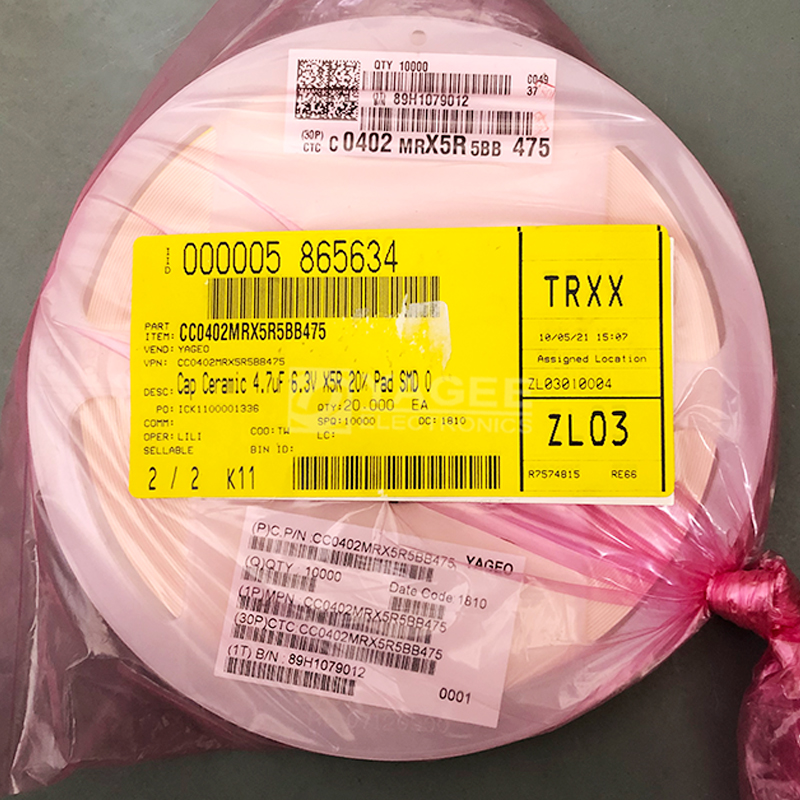 QTY 10000
C049
37
89H1079012
(30P)
CTC C 0402 MRX5R 5BB 475
000005 865634
PART
ITEM: CC0402MRX5R5BB475
VEND: YAGEO
VPN: CC0402MRX5R5BB475
DESC: Cap Ceramic 4.7uF 6.3V X5R 20% Pad SMD 0
PO: ICK1100001336 QTY: 20.000 EA
COMM: SPQ: 10000 DC: 1810
OPER: LILI COO: TW LC:
SELLABLE BIN ID:
2 / 2 K11
TRXX
10/05/21 15:07
Assigned Location
ZL03010004
ZL03
R7574815 RE66
ELECTRONICS
(P)C.P/N :CC0402MRX5R5BB475, YAGEO
(Q)QTY : 10000
Date Code:1810
(1P)MPN : CC0402MRX5R5BB475
(30P)CTC CC0402MRX5R5BB475
(1T) B/N : 89H1079012
0001